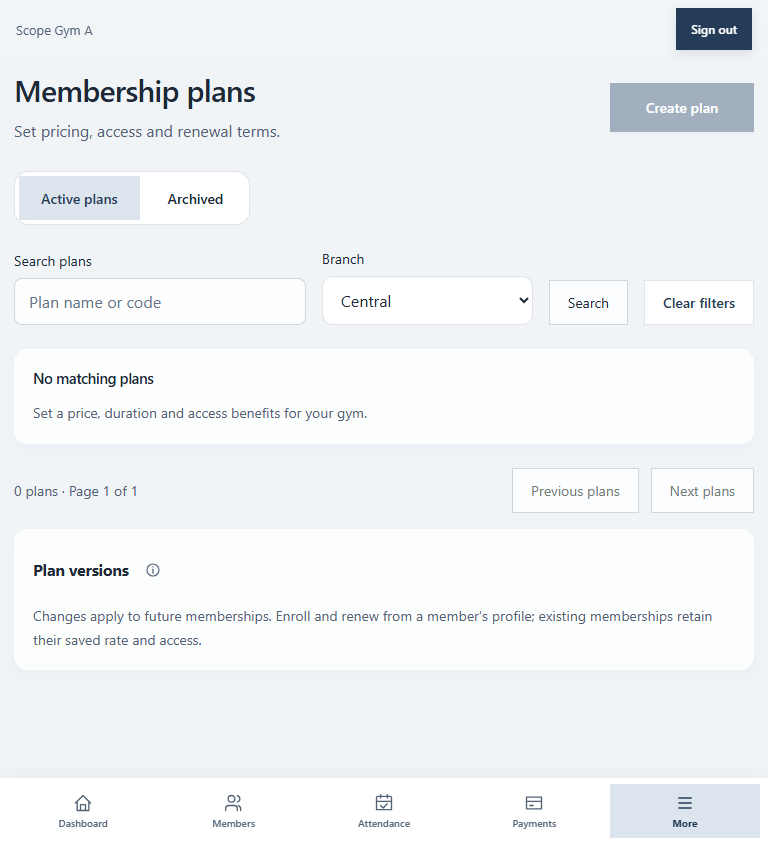 Scope Gym A
Sign out
Membership plans
Set pricing, access and renewal terms.
Create plan
Active plans
Archived
Search plans
Branch
Plan name or code
Central
Search
Clear filters
No matching plans
Set a price, duration and access benefits for your gym.
0 plans · Page 1 of 1
Previous plans
Next plans
Plan versions
Changes apply to future memberships. Enroll and renew from a member's profile; existing memberships retain
their saved rate and access.
Dashboard
Members
Attendance
Payments
More